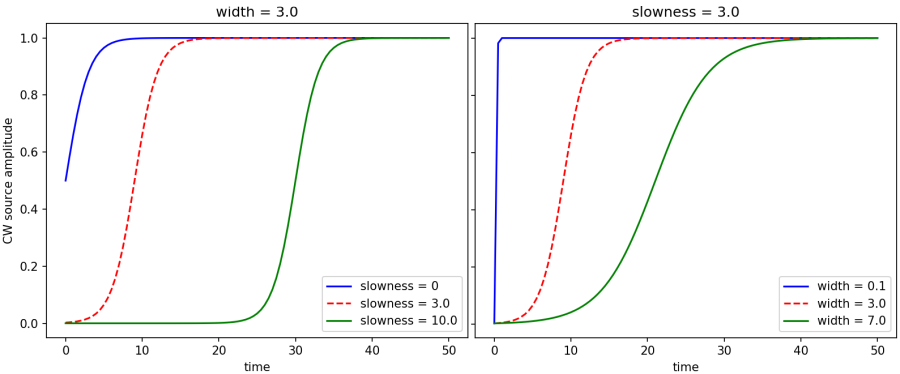 width = 3.0
CW source amplitude
1.0
0.8
0.6
0.4
0.2
0.0
0 10 20 30 40 50
time
slowness = 0
slowness = 3.0
slowness = 10.0
slowness = 3.0
0 10 20 30 40 50
time
width = 0.1
width = 3.0
width = 7.0